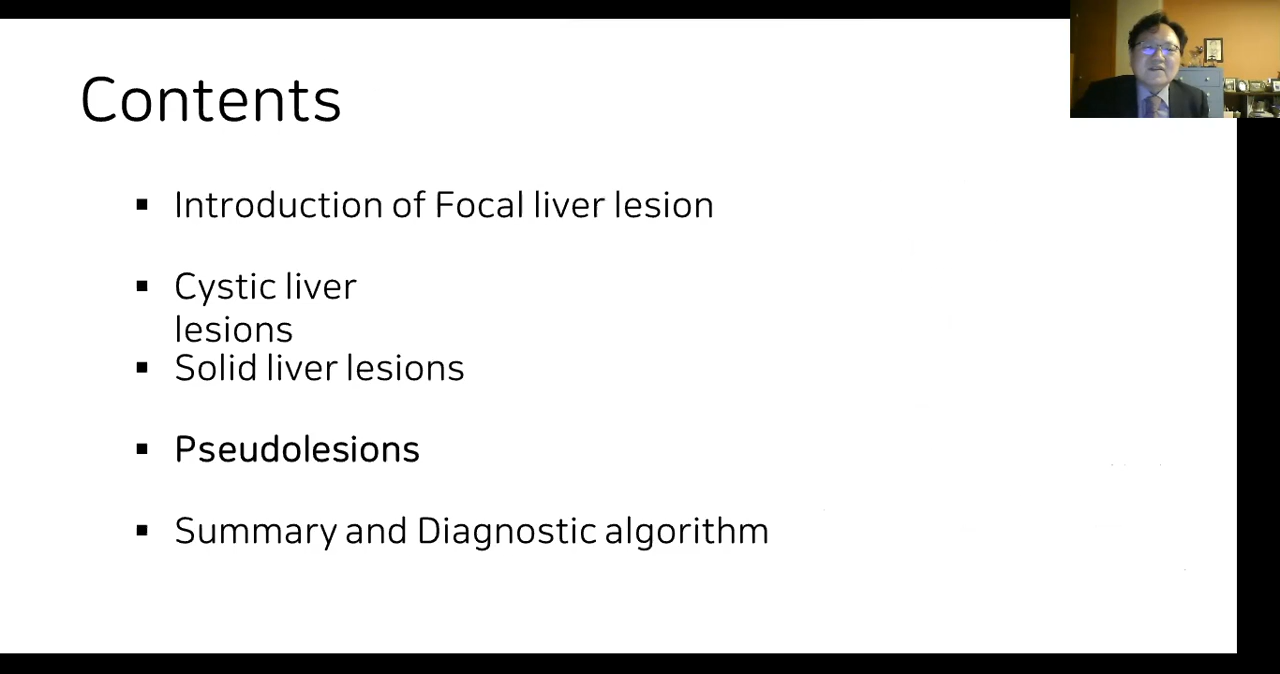 Contents
▪ Introduction of Focal liver lesion
▪ Cystic liver
lesions
▪ Solid liver lesions
▪ Pseudolesions
▪ Summary and Diagnostic algorithm